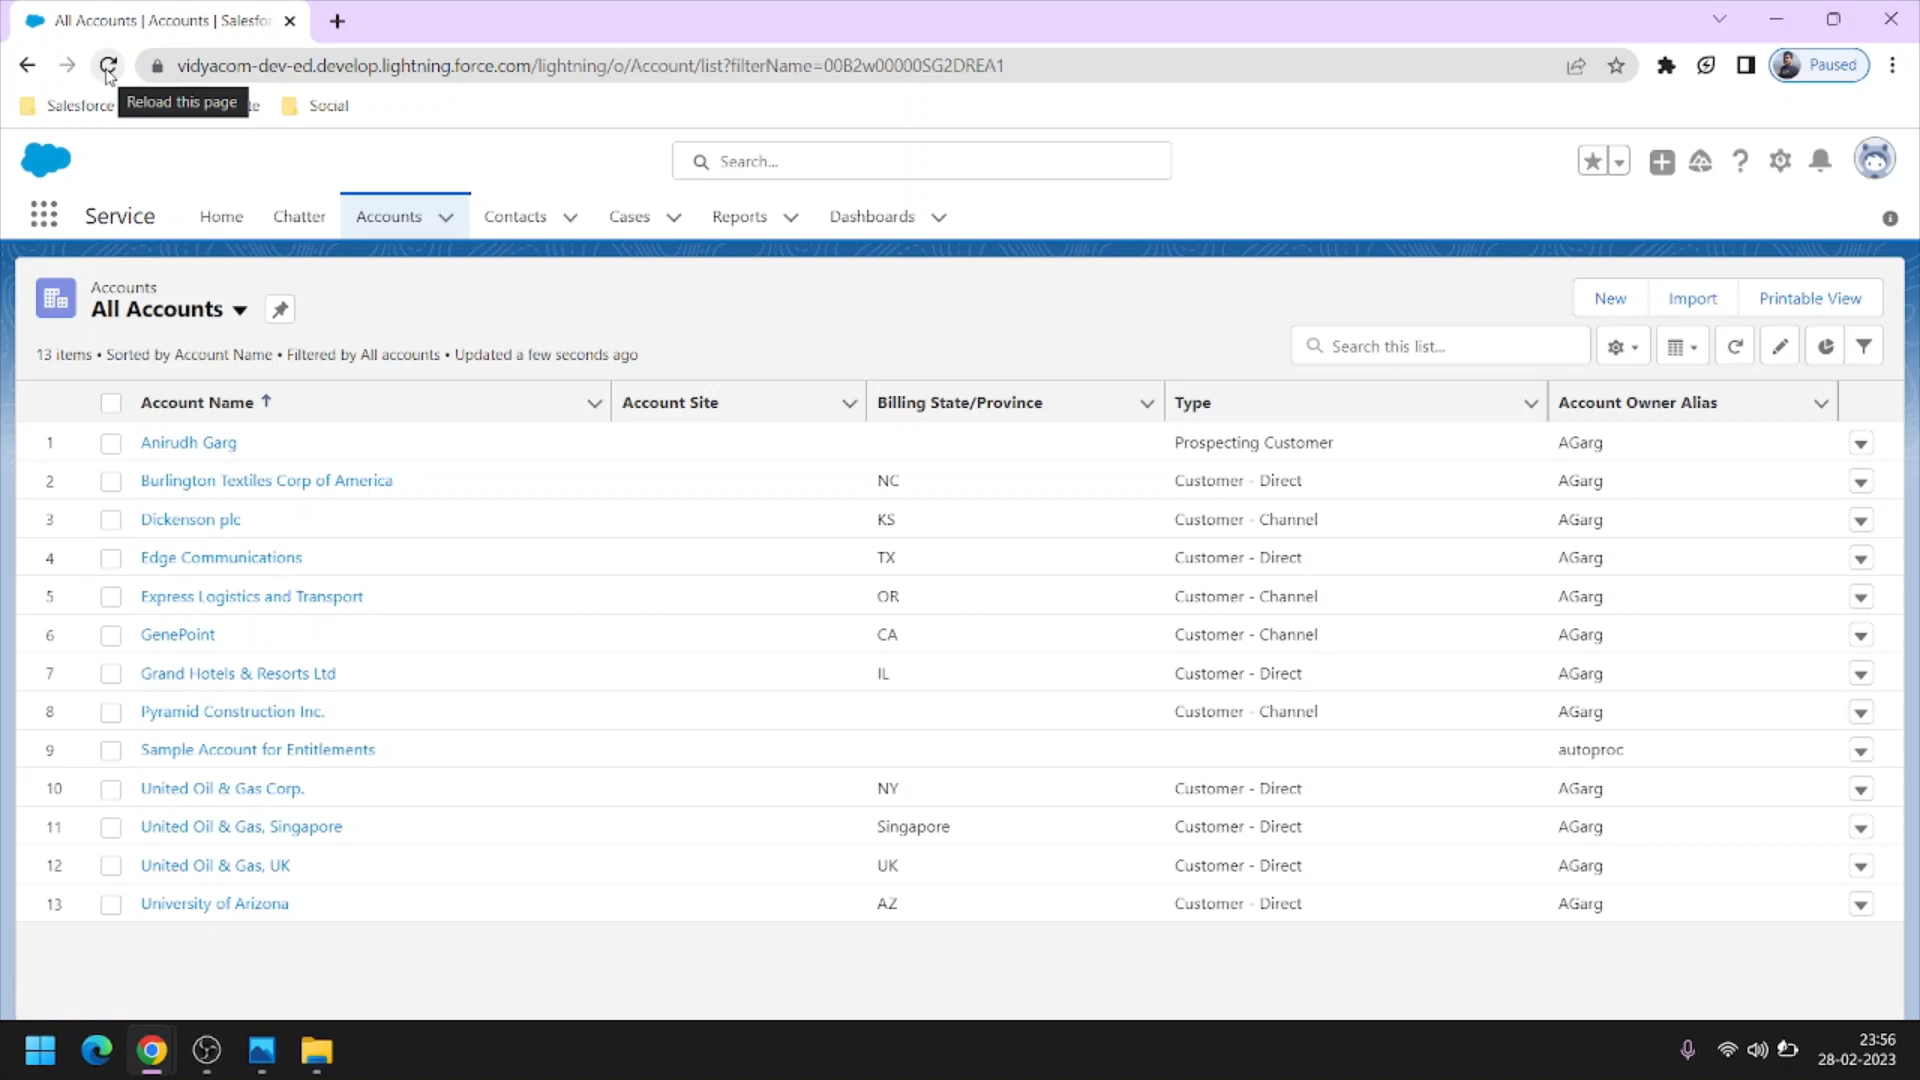 All Accounts | Accounts | Salesfor
vidyacom-dev-ed.develop.lightning.force.com/lightning/o/Account/list?filterName=00B2w00000SG2DREA1
Paused
Salesforce
Reload this page
te
Social
Search...
Service
Home
Chatter
Accounts
Contacts
Cases
Reports
Dashboards
Accounts
All Accounts
New
Import
Printable View
13 items • Sorted by Account Name • Filtered by All accounts • Updated a few seconds ago
Search this list...
Account Name
Account Site
Billing State/Province
Type
Account Owner Alias
1 Anirudh Garg Prospecting Customer AGarg
2 Burlington Textiles Corp of America NC Customer - Direct AGarg
3 Dickenson plc KS Customer - Channel AGarg
4 Edge Communications TX Customer - Direct AGarg
5 Express Logistics and Transport OR Customer - Channel AGarg
6 GenePoint CA Customer - Channel AGarg
7 Grand Hotels & Resorts Ltd IL Customer - Direct AGarg
8 Pyramid Construction Inc. Customer - Channel AGarg
9 Sample Account for Entitlements autoproc
10 United Oil & Gas Corp. NY Customer - Direct AGarg
11 United Oil & Gas, Singapore Singapore Customer - Direct AGarg
12 United Oil & Gas, UK UK Customer - Direct AGarg
13 University of Arizona AZ Customer - Direct AGarg
23:56
28-02-2023